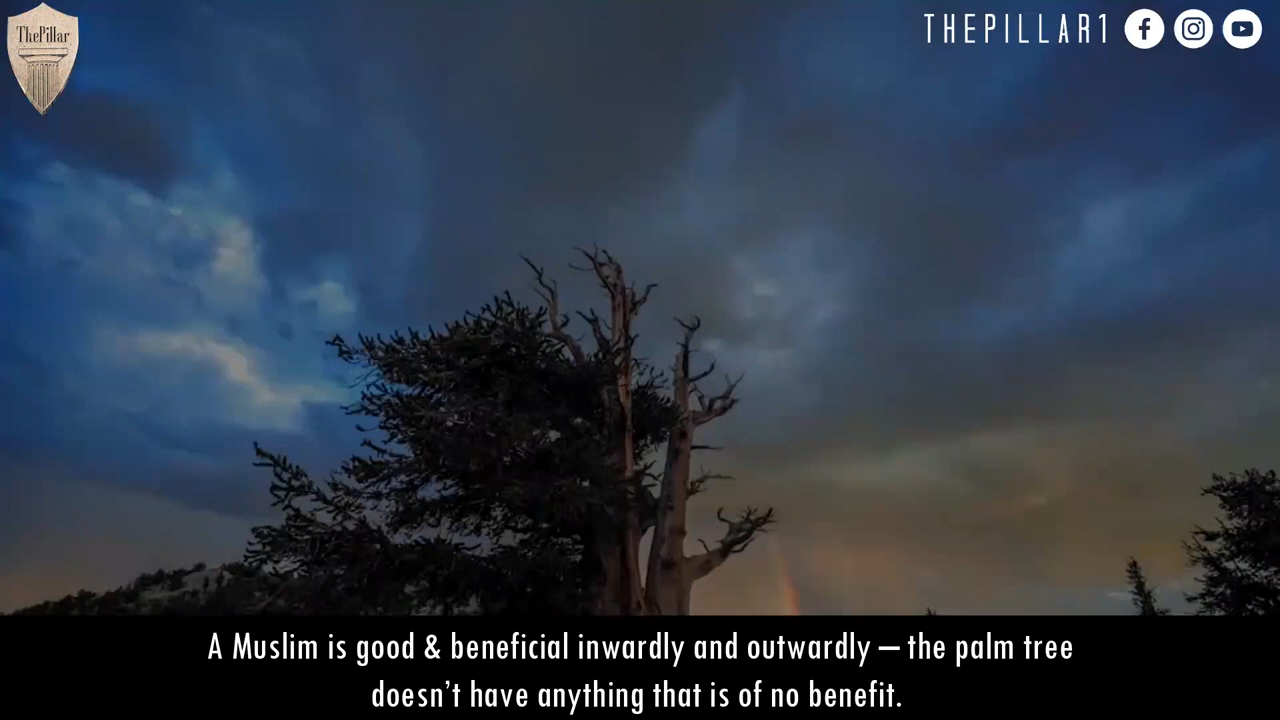 ThePillar
THEPILLAR1
A Muslim is good & beneficial inwardly and outwardly – the palm tree
doesn't have anything that is of no benefit.